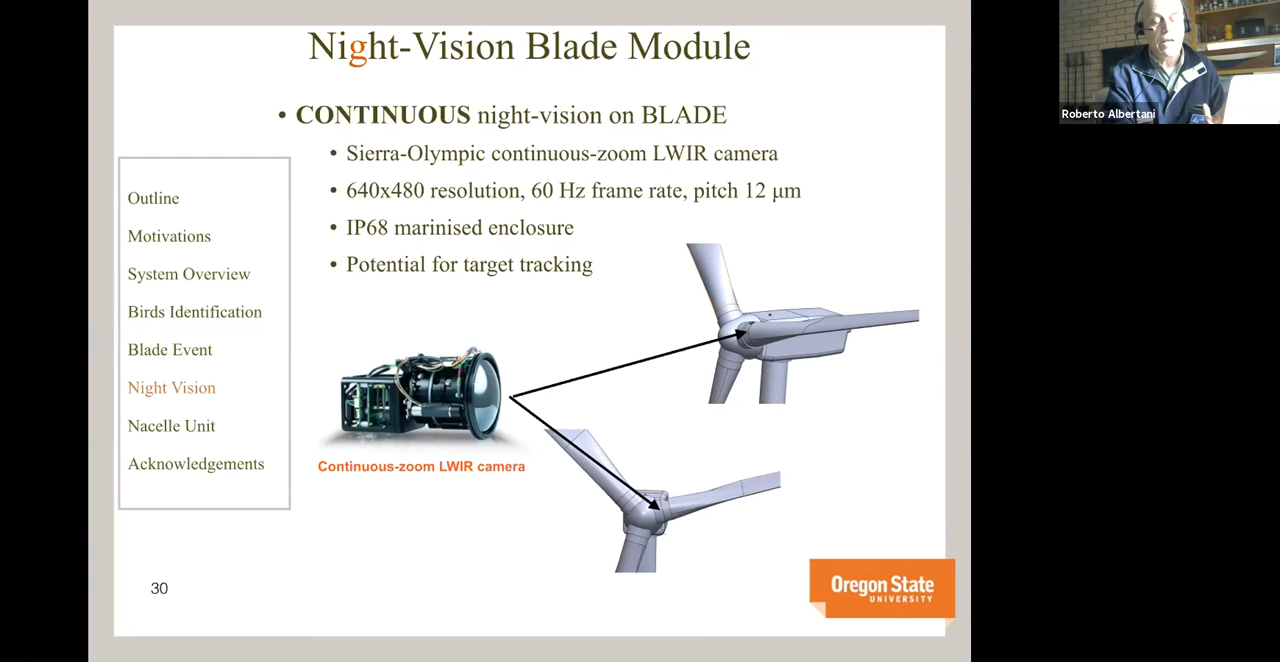 Night-Vision Blade Module
• CONTINUOUS night-vision on BLADE
• Sierra-Olympic continuous-zoom LWIR camera
• 640x480 resolution, 60 Hz frame rate, pitch 12 μm
• IP68 marinised enclosure
• Potential for target tracking
Outline
Motivations
System Overview
Birds Identification
Blade Event
Night Vision
Nacelle Unit
Acknowledgements
Continuous-zoom LWIR camera
30
Oregon State
UNIVERSITY
Roberto Albertani